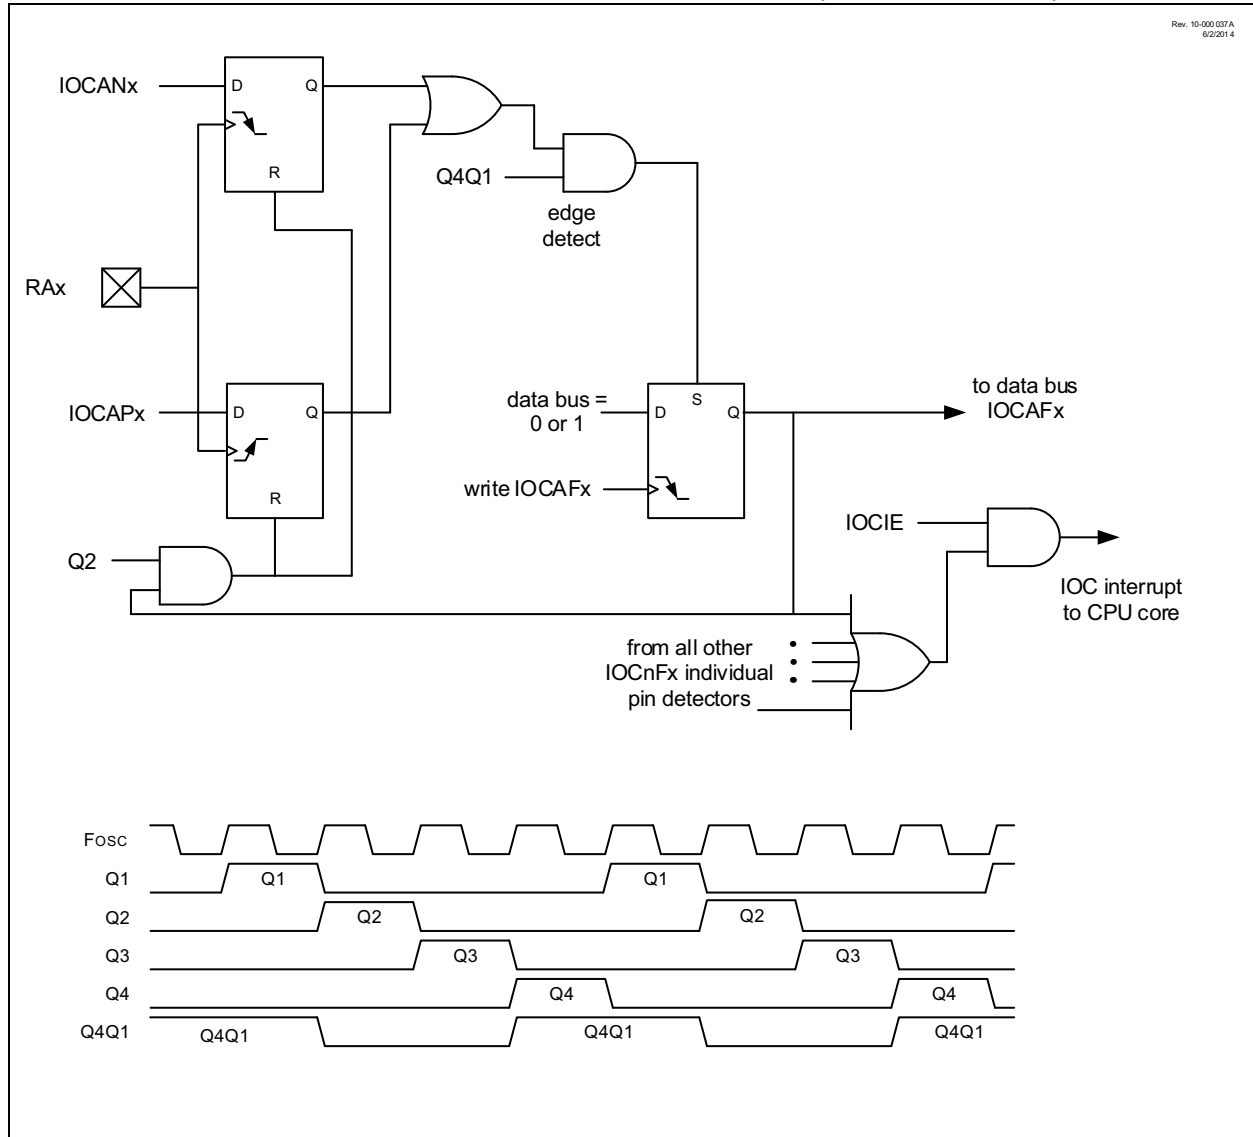 Rev. 10-000037A
6/2/2014
IOCANx
D
Q
R
Q4Q1
edge
detect
RAx
IOCAPx
D
Q
R
data bus =
0 or 1
S
D
Q
write IOCAFx
to data bus
IOCAFx
IOCIE
Q2
IOC interrupt
to CPU core
from all other
IOCnFx individual
pin detectors
FOSC
Q1
Q1
Q1
Q2
Q2
Q2
Q3
Q3
Q3
Q4
Q4
Q4
Q4Q1
Q4Q1
Q4Q1
Q4Q1